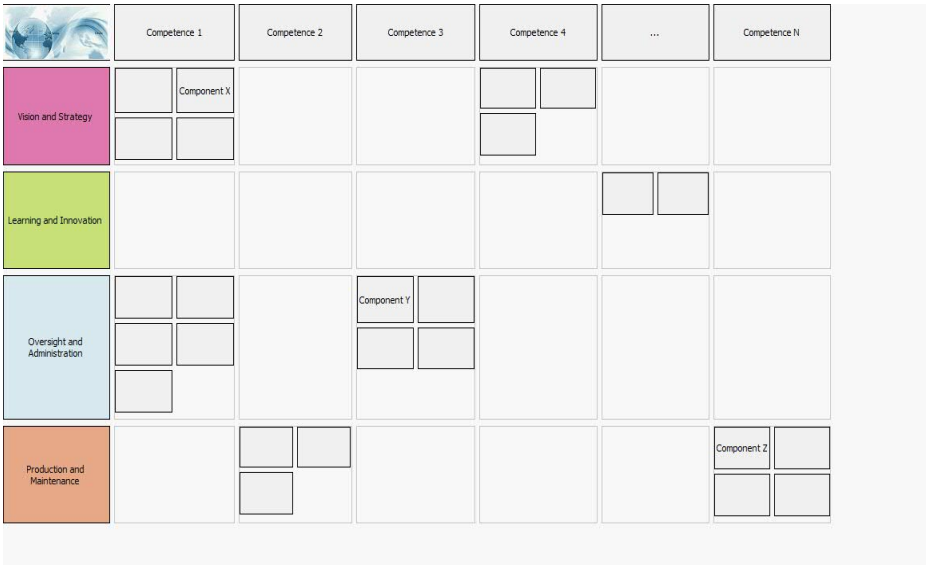 Competence 1
Competence 2
Competence 3
Competence 4
...
Competence N
Vision and Strategy
Component X
Learning and Innovation
Oversight and
Administration
Component Y
Production and
Maintenance
Component Z